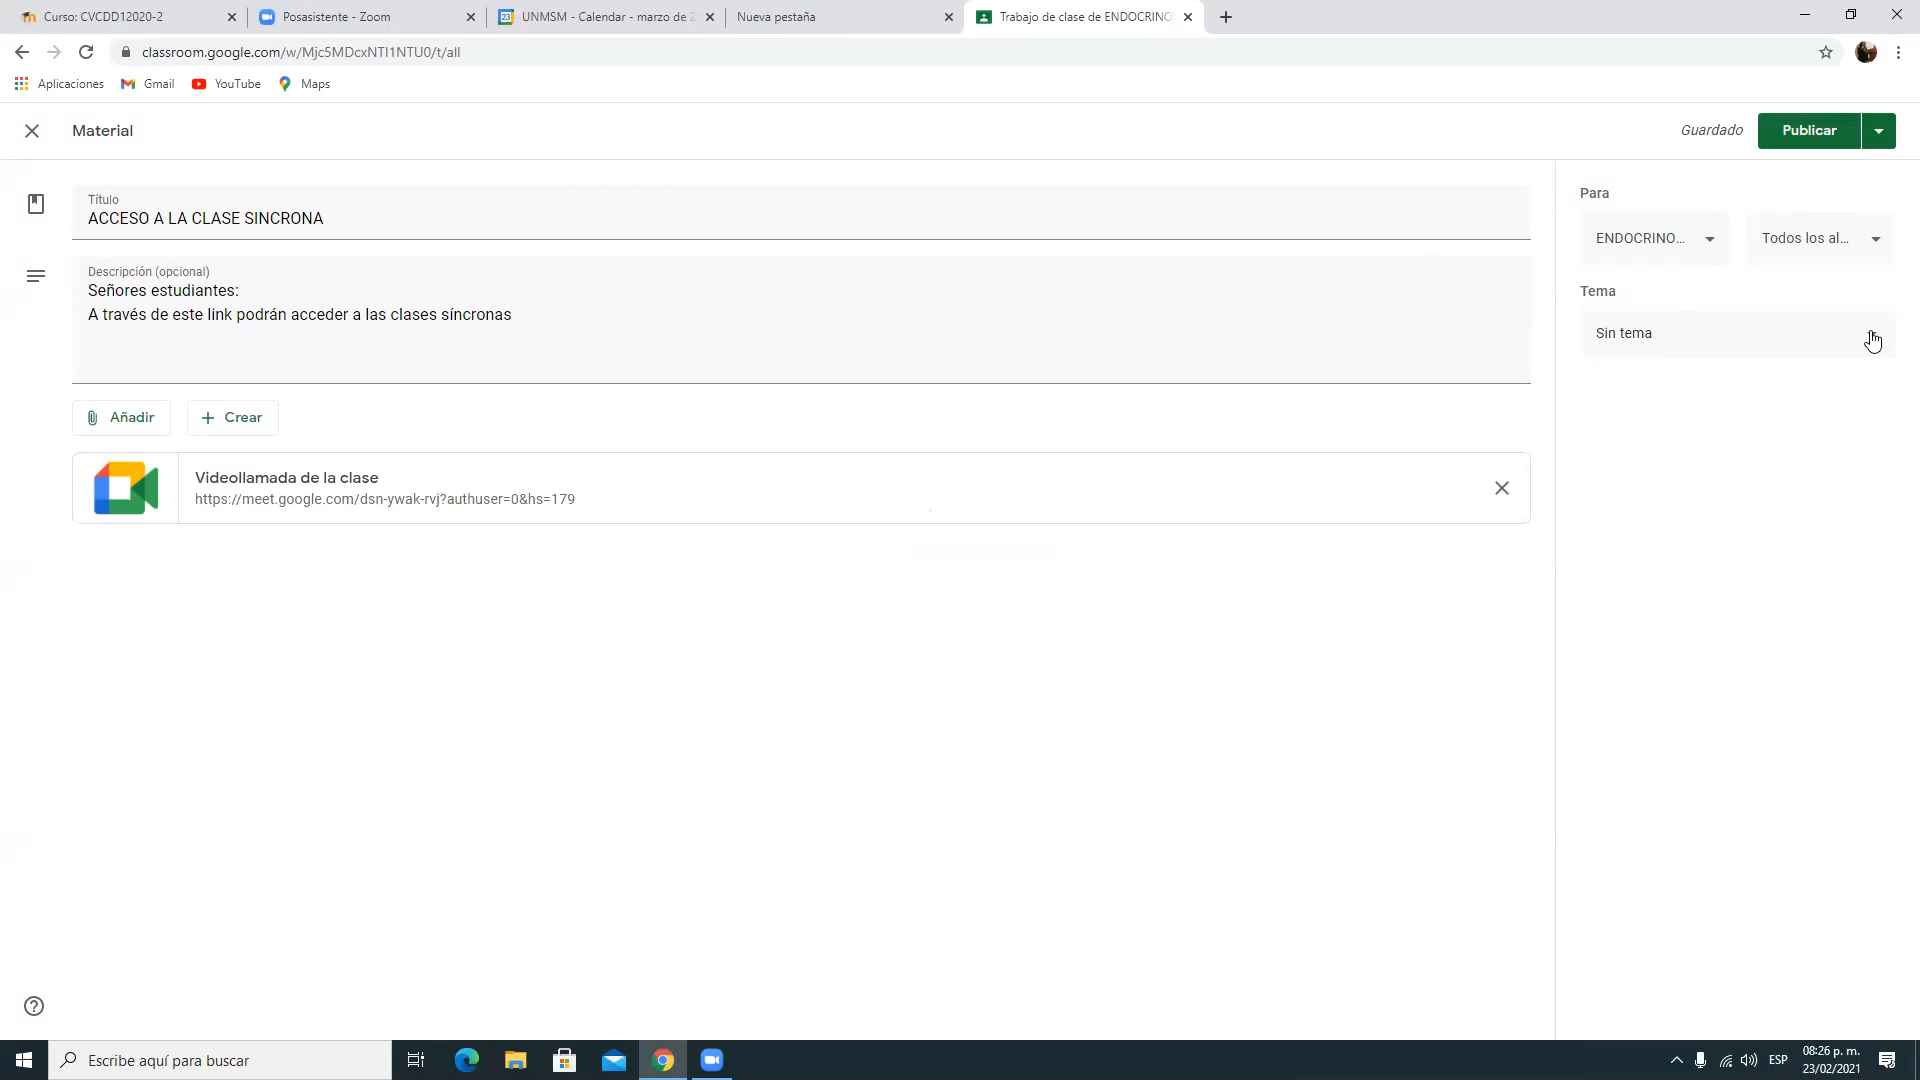 Curso: CVCDD12020-2
Posasistente - Zoom
UNMSM - Calendar - marzo de 2
Nueva pestaña
Trabajo de clase de ENDOCRINO
classroom.google.com/w/Mjc5MDcxNTI1NTU0/t/all
Aplicaciones
Gmail
YouTube
Maps
Material
Guardado
Publicar
Título
ACCESO A LA CLASE SINCRONA
Descripción (opcional)
Señores estudiantes:
A través de este link podrán acceder a las clases síncronas
Añadir
Crear
Videollamada de la clase
https://meet.google.com/dsn-ywak-rvj?authuser=0&hs=179
Para
ENDOCRINO...
Todos los al...
Tema
Sin tema
Escribe aquí para buscar
ESP
08:26 p. m.
23/02/2021